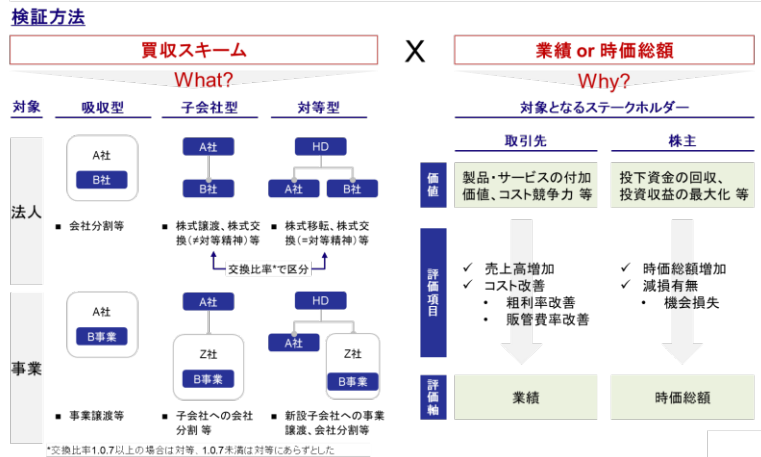 検証方法
買収スキーム
X
業績 or 時価総額
What?
Why?
対象
吸収型
子会社型
対等型
法人
A社
B社
A社
B社
HD
A社
B社
■ 会社分割等
■ 株式譲渡、株式交
換(≠対等精神)等
■ 株式移転、株式交
換(=対等精神)等
交換比率*で区分
事業
A社
B事業
A社
Z社
B事業
HD
A社
Z社
B事業
■ 事業譲渡等
■ 子会社への会社
分割 等
■ 新設子会社への事業
譲渡、会社分割等
*交換比率1.0.7以上の場合は対等、1.0.7未満は対等にあらずとした
対象となるステークホルダー
取引先
株主
価値
製品・サービスの付加
価値、コスト競争力 等
投下資金の回収、
投資収益の最大化 等
評価項目
✓ 売上高増加
✓ コスト改善
• 粗利率改善
• 販管費率改善
✓ 時価総額増加
✓ 減損有無
• 機会損失
評価軸
業績
時価総額